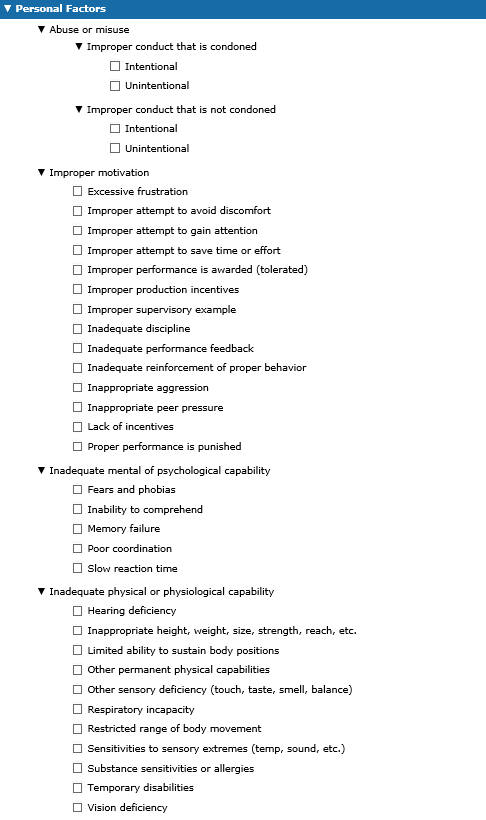 Personal Factors
Abuse or misuse
Improper conduct that is condoned
Intentional
Unintentional
Improper conduct that is not condoned
Intentional
Unintentional
Improper motivation
Excessive frustration
Improper attempt to avoid discomfort
Improper attempt to gain attention
Improper attempt to save time or effort
Improper performance is awarded (tolerated)
Improper production incentives
Improper supervisory example
Inadequate discipline
Inadequate performance feedback
Inadequate reinforcement of proper behavior
Inappropriate aggression
Inappropriate peer pressure
Lack of incentives
Proper performance is punished
Inadequate mental of psychological capability
Fears and phobias
Inability to comprehend
Memory failure
Poor coordination
Slow reaction time
Inadequate physical or physiological capability
Hearing deficiency
Inappropriate height, weight, size, strength, reach, etc.
Limited ability to sustain body positions
Other permanent physical capabilities
Other sensory deficiency (touch, taste, smell, balance)
Respiratory incapacity
Restricted range of body movement
Sensitivities to sensory extremes (temp, sound, etc.)
Substance sensitivities or allergies
Temporary disabilities
Vision deficiency